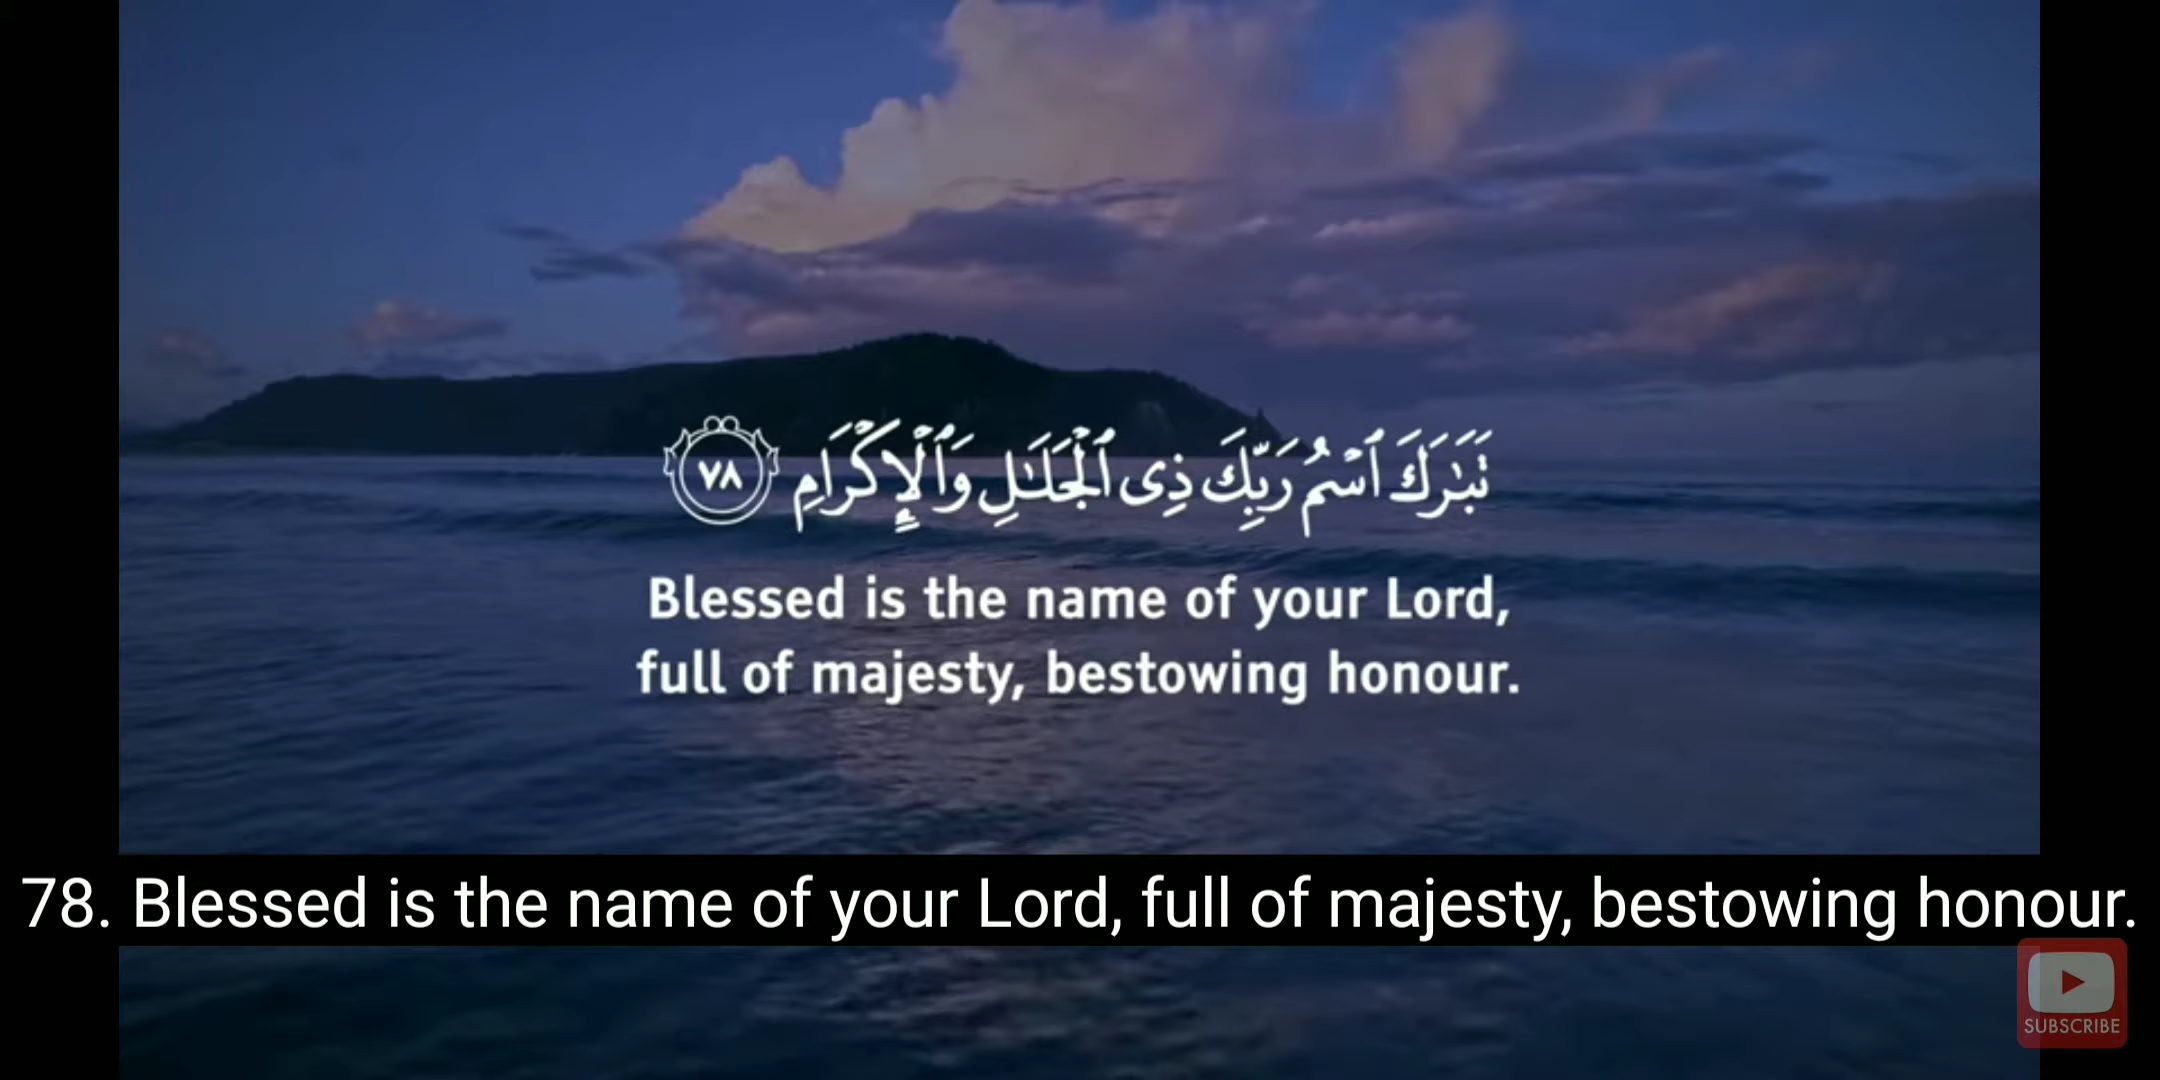 تَبَـٰرَكَ ٱسْمُ رَبِّكَ ذِى ٱلْجَلَـٰلِ وَٱلْإِكْرَامِ ٧٨
Blessed is the name of your Lord,
full of majesty, bestowing honour.
78. Blessed is the name of your Lord, full of majesty, bestowing honour.
SUBSCRIBE